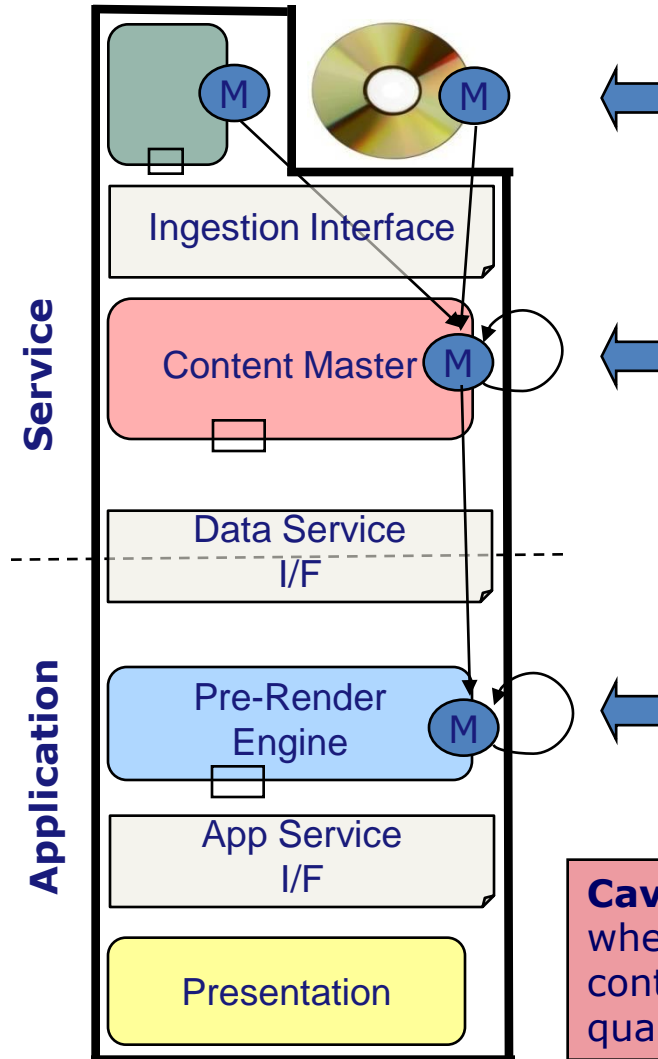 M
M
Ingestion Interface
Content Master
M
Service
Data Service
I/F
Pre-Render
Engine
M
Application
App Service
I/F
Presentation